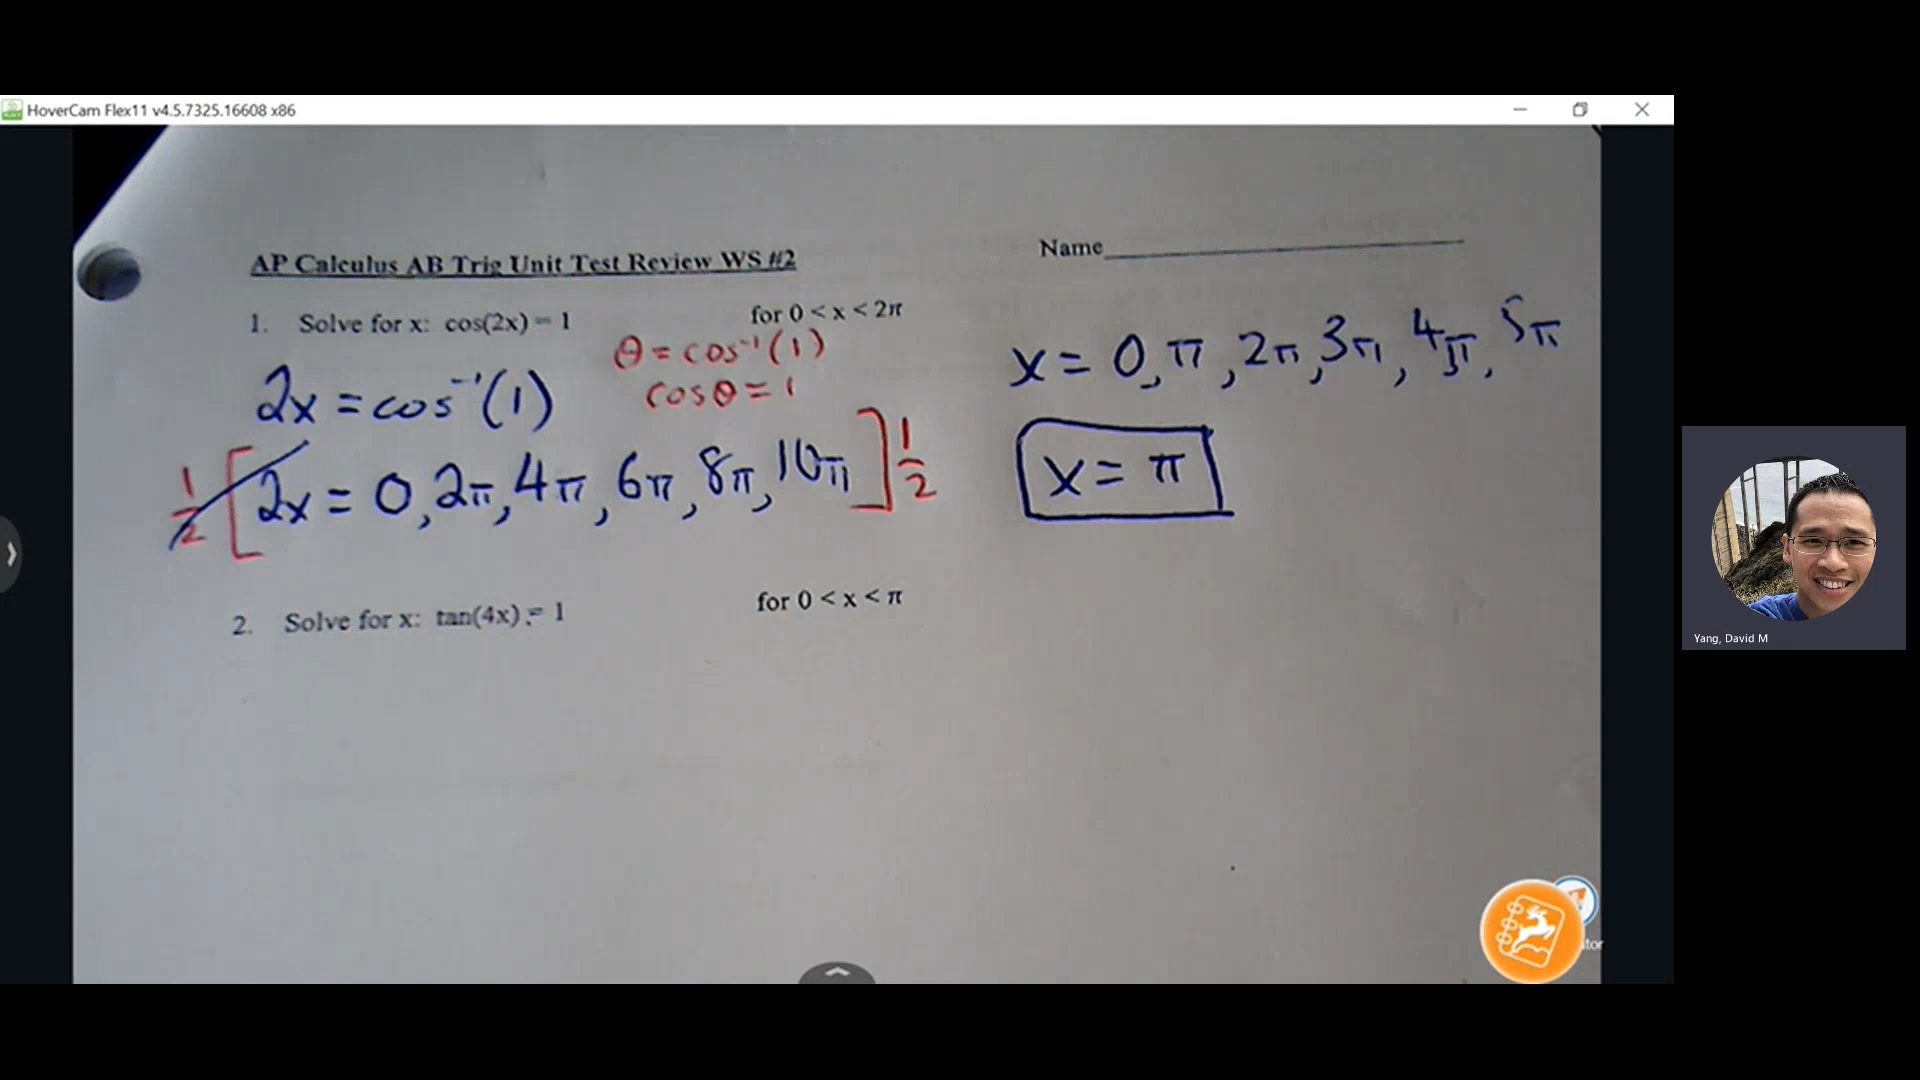 HoverCam Flex11 v4.5.7325.16608 x86
AP Calculus AB Trig Unit Test Review WS #2
Name
1. Solve for x: cos(2x) = 1 for 0 < x < 2π
θ = cos⁻¹(1)
cosθ = 1
2x = cos⁻¹(1)
1/2 [2x = 0, 2π, 4π, 6π, 8π, 10π] 1/2
x = 0, π, 2π, 3π, 4π, 5π
x = π
2. Solve for x: tan(4x) = 1 for 0 < x < π
Yang, David M